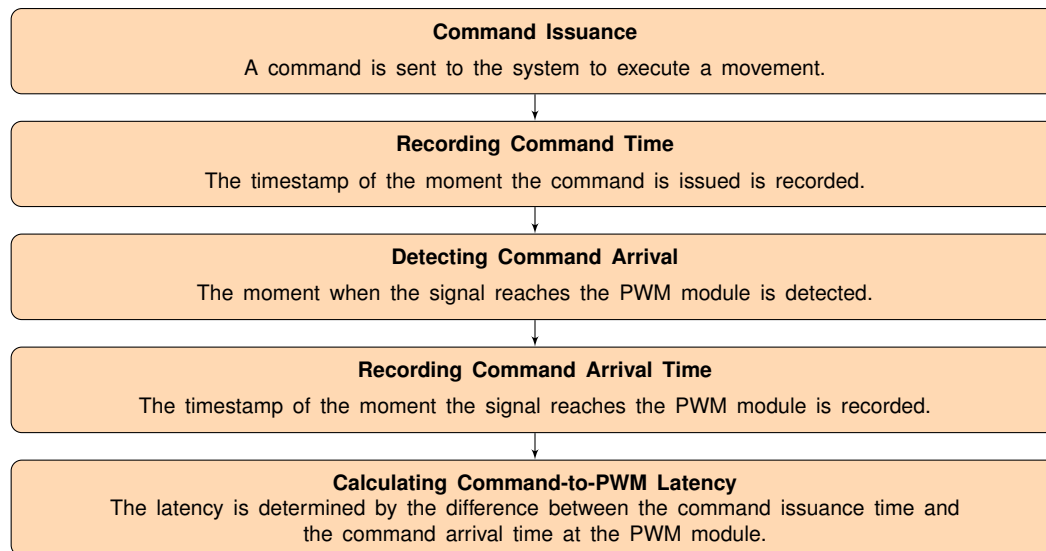 Command Issuance
A command is sent to the system to execute a movement.
Recording Command Time
The timestamp of the moment the command is issued is recorded.
Detecting Command Arrival
The moment when the signal reaches the PWM module is detected.
Recording Command Arrival Time
The timestamp of the moment the signal reaches the PWM module is recorded.
Calculating Command-to-PWM Latency
The latency is determined by the difference between the command issuance time and
the command arrival time at the PWM module.